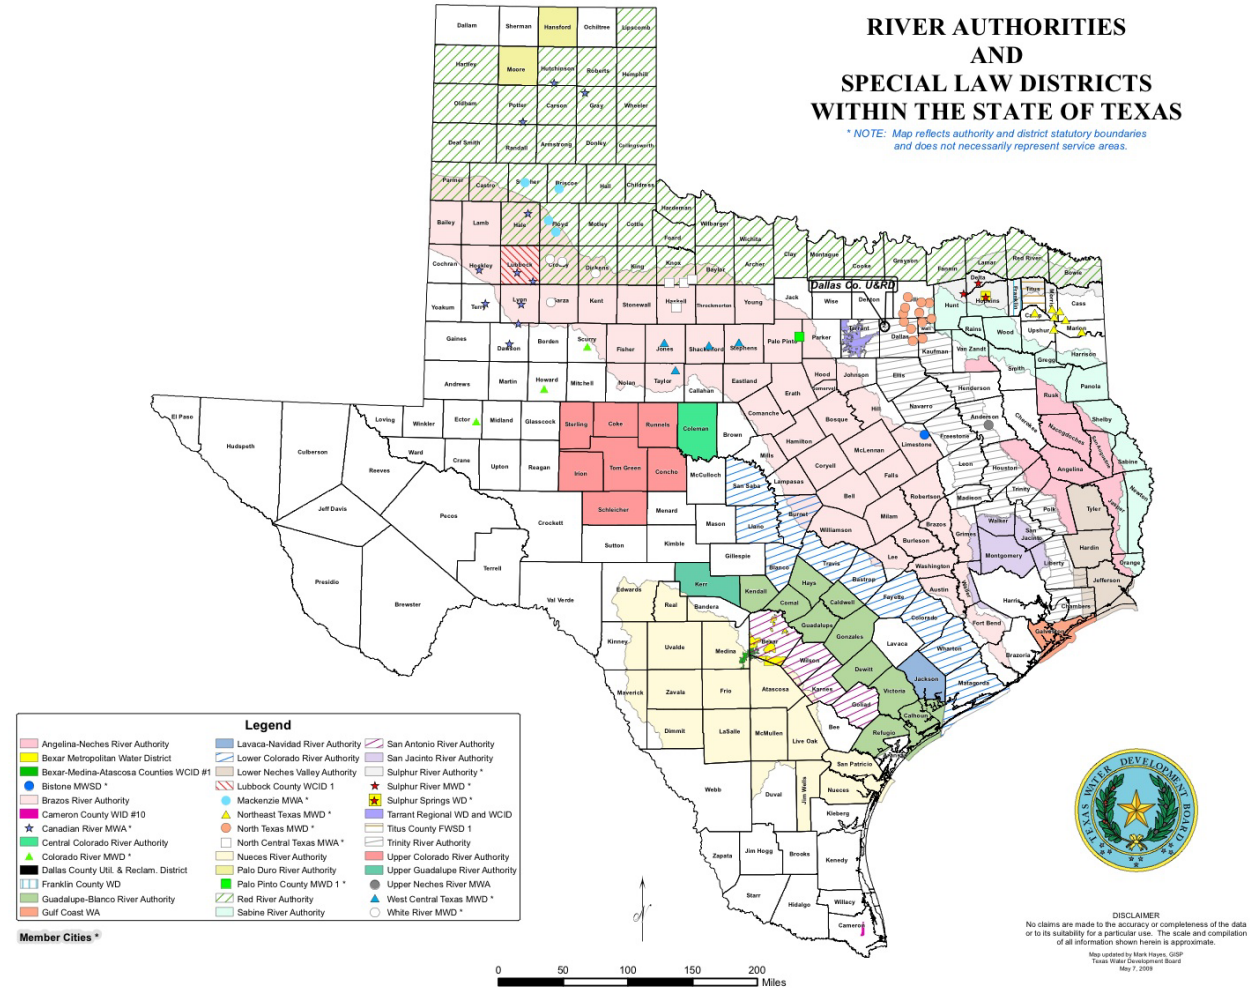 RIVER AUTHORITIES
AND
SPECIAL LAW DISTRICTS
WITHIN THE STATE OF TEXAS
* NOTE: Map reflects authority and district statutory boundaries
and does not necessarily represent service areas.
Dallam Sherman Hansford Ochiltree Lipscomb
Hartley Moore Hutchinson Roberts Hemphill
Oldham Potter Carson Gray Wheeler
Deaf Smith Randall Armstrong Donley Collingsworth
Parmer Castro Briscoe Hall Childress
Bailey Lamb Hale Floyd Motley Cottle Hardeman
Foard Wilbarger Wichita
Cochran Hockley Lubbock Dickens King Knox Baylor Archer Clay Montague Cooke Grayson Fannin Lamar Red River Bowie
Delta
Dallas Co. U&RD
Yoakum Terry Lynn Garza Kent Stonewall Haskell Throckmorton Young Jack Wise Denton Hunt Hopkins Franklin Titus Morris Cass
Gaines Dawson Borden Scurry Fisher Jones Shackelford Stephens Palo Pinto Parker Tarrant Dallas Kaufman Rains Wood Upshur Marion
Van Zandt Gregg Harrison
Andrews Martin Howard Mitchell Nolan Taylor Callahan Eastland Erath Hood Somervell Johnson Ellis Henderson Smith Rusk Panola
El Paso Hudspeth Culberson Loving Winkler Ector Midland Glasscock Sterling Coke Runnels Coleman Brown Comanche Bosque Hill Navarro Anderson Cherokee Nacogdoches Shelby
Reeves Ward Crane Upton Reagan Irion Tom Green Concho McCulloch Mills Hamilton McLennan Limestone Freestone Leon Houston Angelina San Augustine Sabine
Jeff Davis Pecos Crockett Schleicher Menard San Saba Lampasas Coryell Falls Bell Robertson Madison Trinity Polk Tyler Jasper Newton
Presidio Brewster Terrell Sutton Kimble Mason Llano Burnet Williamson Milam Brazos Burleson Grimes Walker San Jacinto Hardin
Val Verde Edwards Kerr Gillespie Blanco Travis Bastrop Lee Washington Montgomery Liberty Orange Jefferson
Kinney Real Bandera Kendall Comal Hays Caldwell Fayette Austin Waller Harris Chambers
Uvalde Medina Bexar Guadalupe Gonzales Colorado Fort Bend Galveston
Maverick Zavala Frio Atascosa Wilson Karnes Dewitt Lavaca Wharton Brazoria
Dimmit LaSalle McMullen Live Oak Bee Goliad Victoria Jackson Matagorda
Refugio Calhoun
Webb Duval Jim Wells San Patricio Nueces
Kleberg
Zapata Jim Hogg Brooks Kenedy
Starr Hidalgo Willacy
Cameron
Legend
Angelina-Neches River Authority
Bexar Metropolitan Water District
Bexar-Medina-Atascosa Counties WCID #1
Bistone MWSD *
Brazos River Authority
Cameron County WID #10
Canadian River MWA *
Central Colorado River Authority
Colorado River MWD *
Dallas County Util. & Reclam. District
Franklin County WD
Guadalupe-Blanco River Authority
Gulf Coast WA
Lavaca-Navidad River Authority
Lower Colorado River Authority
Lower Neches Valley Authority
Lubbock County WCID 1
Mackenzie MWA *
Northeast Texas MWD *
North Texas MWD *
North Central Texas MWA *
Nueces River Authority
Palo Duro River Authority
Palo Pinto County MWD 1 *
Red River Authority
Sabine River Authority
San Antonio River Authority
San Jacinto River Authority
Sulphur River Authority *
Sulphur River MWD *
Sulphur Springs WD *
Tarrant Regional WD and WCID
Titus County FWSD 1
Trinity River Authority
Upper Colorado River Authority
Upper Guadalupe River Authority
Upper Neches River MWA
West Central Texas MWD *
White River MWD *
Member Cities *
N
0 50 100 150 200
Miles
TEXAS WATER DEVELOPMENT BOARD
DISCLAIMER
No claims are made to the accuracy or completeness of the data
or to its suitability for a particular use. The scale and compilation
of all information shown herein is approximate.
Map updated by Mark Hayes, GISP
Texas Water Development Board
May 7, 2009